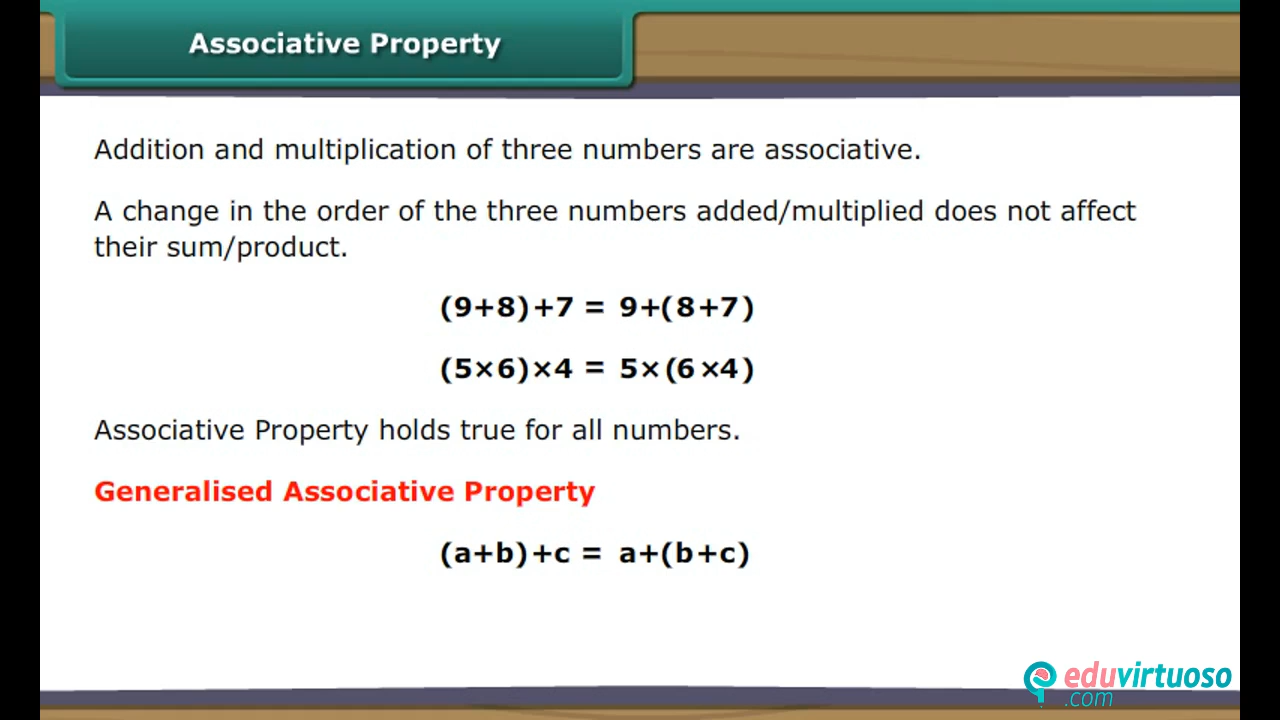 Associative Property
Addition and multiplication of three numbers are associative.
A change in the order of the three numbers added/multiplied does not affect
their sum/product.
(9+8)+7 = 9+(8+7)
(5×6)×4 = 5×(6×4)
Associative Property holds true for all numbers.
Generalised Associative Property
(a+b)+c = a+(b+c)
eduvirtuoso
.com